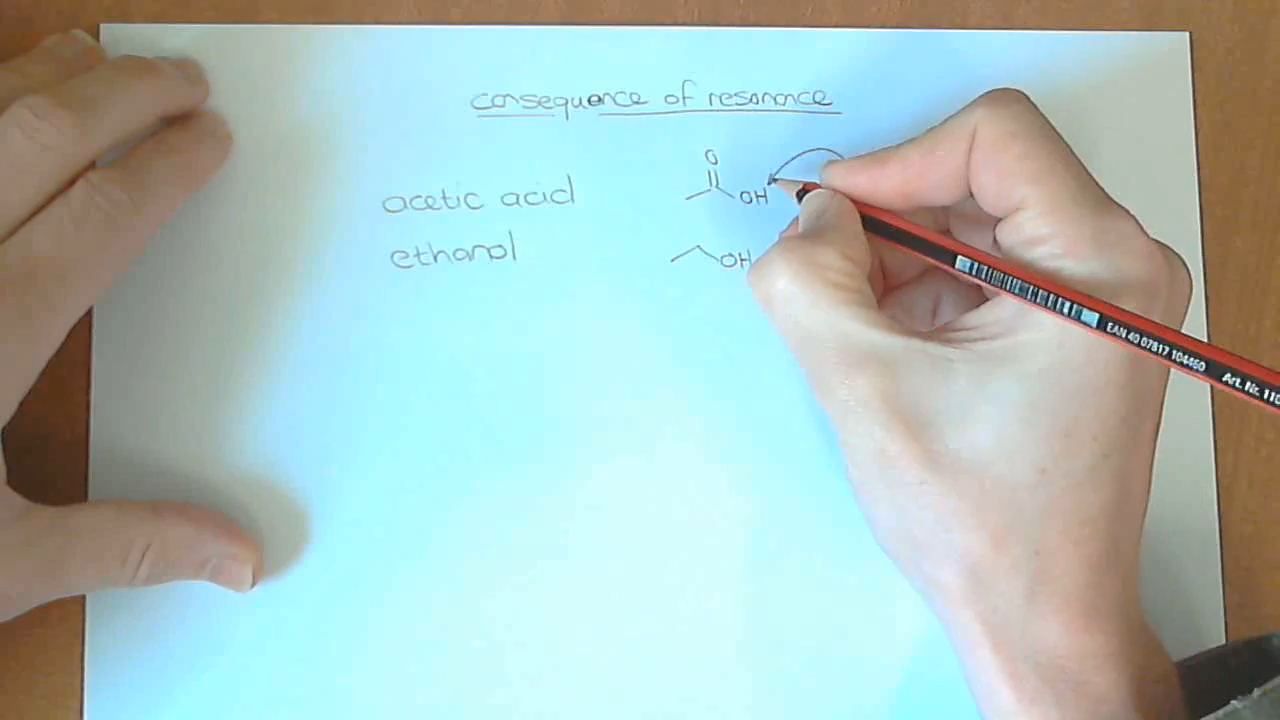 consequence of resonance
acetic acid
O
OH
ethanol
OH
EAN 40 07817 104460
Art. Nr. 110